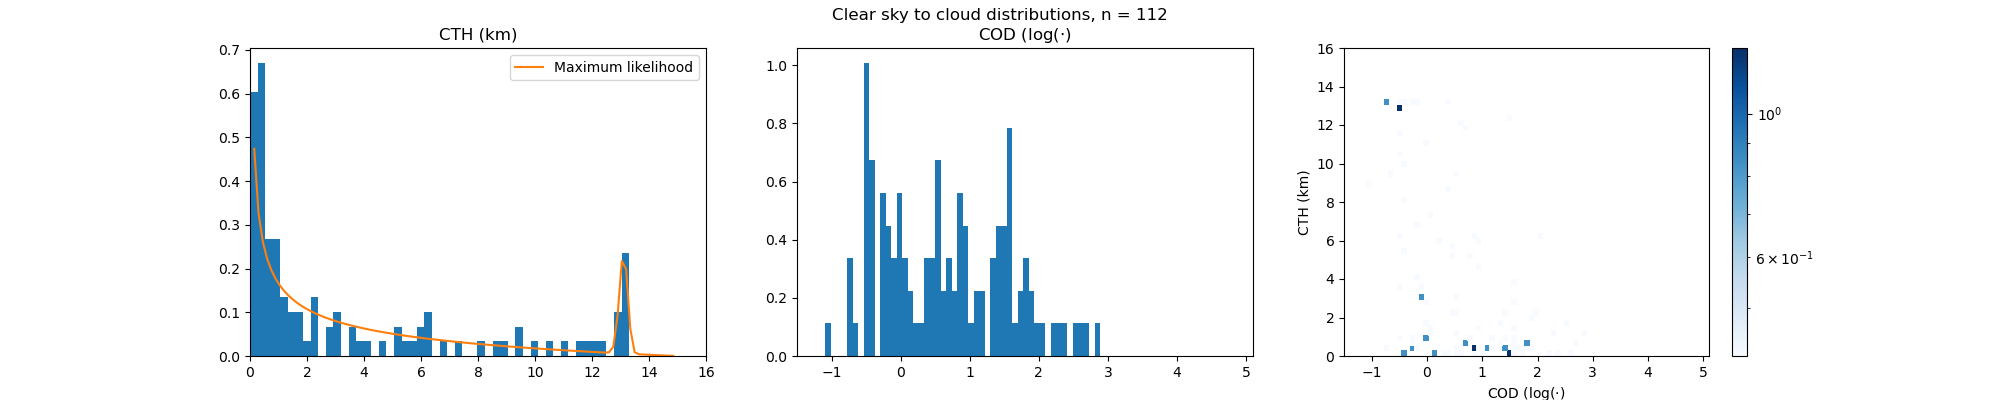 Clear sky to cloud distributions, n = 112
CTH (km)
0.7
0.6
0.5
0.4
0.3
0.2
0.1
0.0
0 2 4 6 8 10 12 14 16
Maximum likelihood
COD (log(·)
1.0
0.8
0.6
0.4
0.2
0.0
−1 0 1 2 3 4 5
CTH (km)
16
14
12
10
8
6
4
2
0
−1 0 1 2 3 4 5
COD (log(·)
10⁰
6 × 10⁻¹